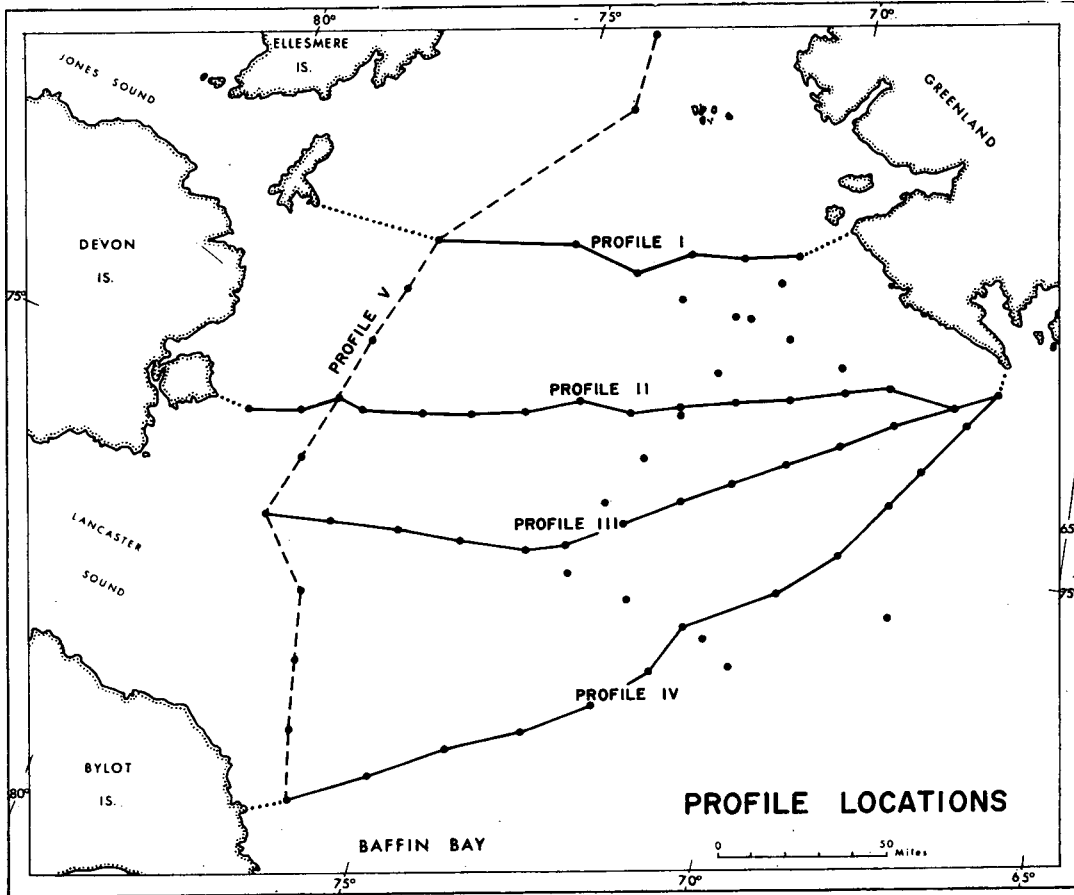 80°
75°
70°
ELLESMERE
IS.
JONES SOUND
GREENLAND
DEVON
IS.
PROFILE I
75°
PROFILE V
PROFILE II
LANCASTER
SOUND
PROFILE III
65
75°
PROFILE IV
BYLOT
IS.
80°
PROFILE LOCATIONS
BAFFIN BAY
0 50 Miles
75°
70°
65°